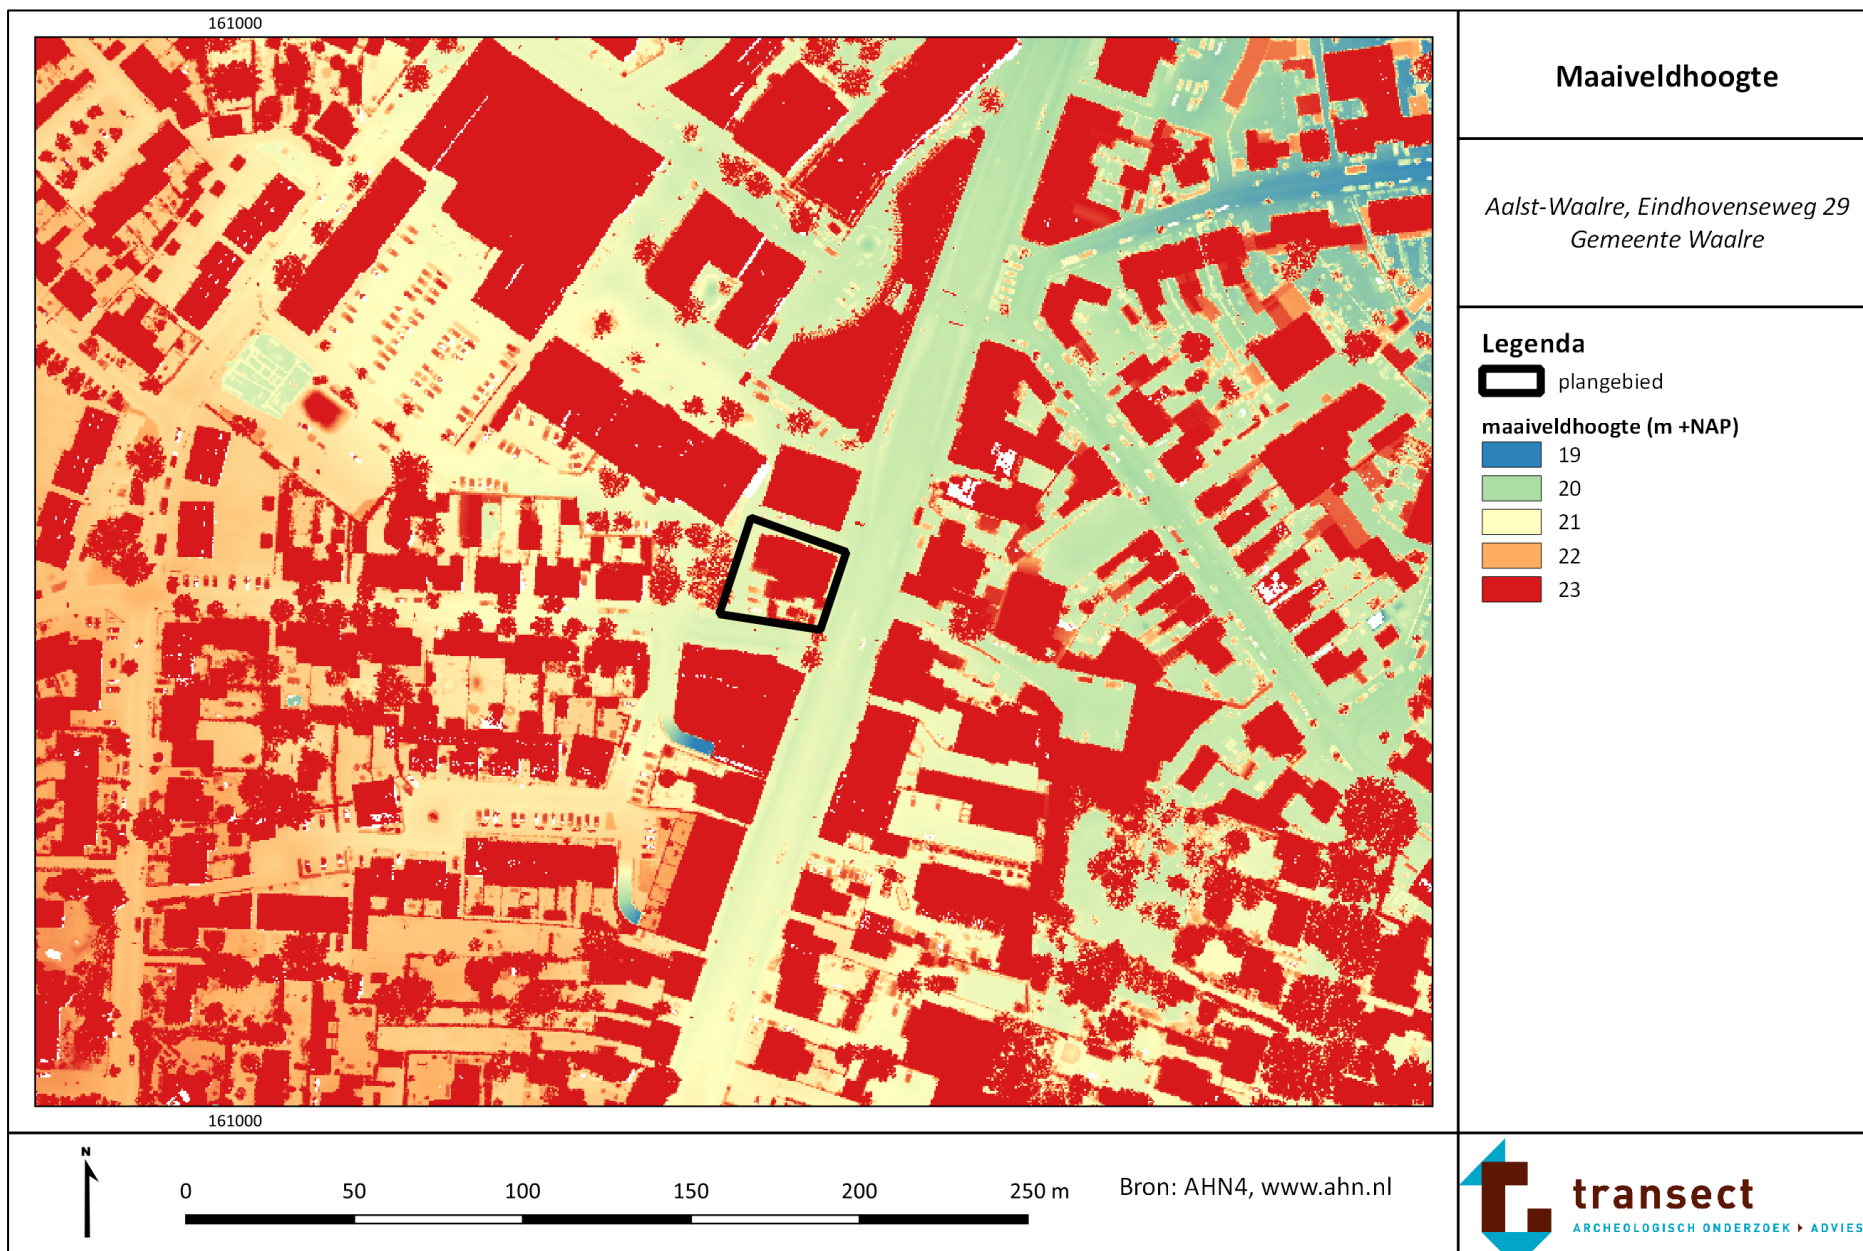 161000
Maaiveldhoogte
Aalst-Waalre, Eindhovenseweg 29
Gemeente Waalre
Legenda
plangebied
maaiveldhoogte (m +NAP)
19
20
21
22
23
161000
N
0 50 100 150 200 250 m
Bron: AHN4, www.ahn.nl
transect
ARCHEOLOGISCH ONDERZOEK ▸ ADVIES